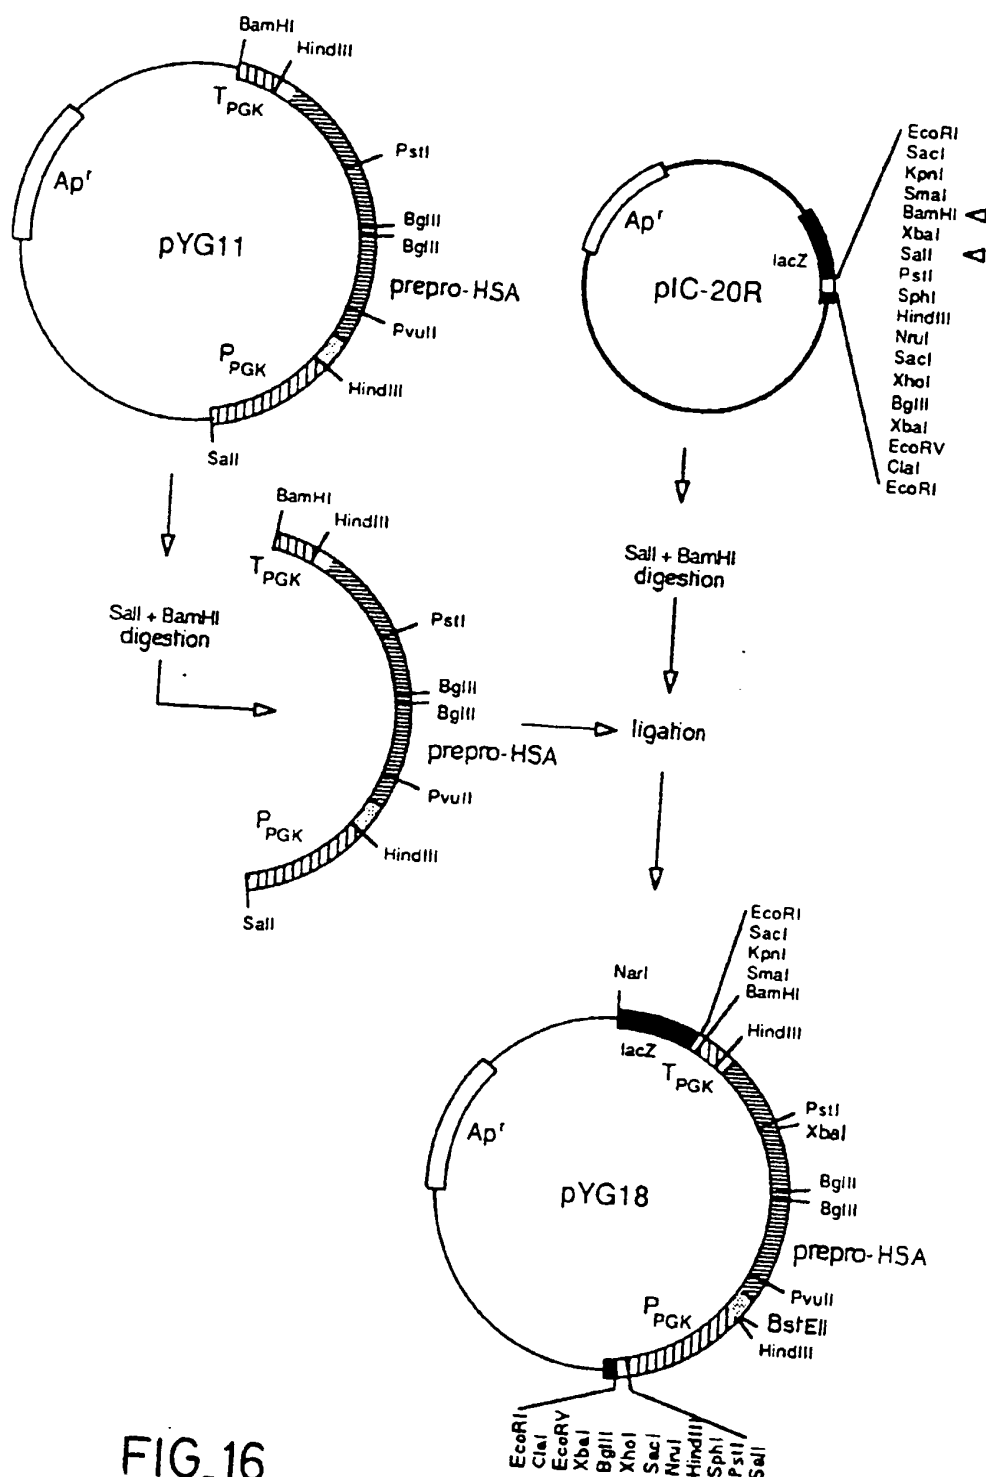 BamHI
HindIII
TPGK
PstI
Apr
BglII
BglII
pYG11
prepro-HSA
PvuII
PPGK
HindIII
SalI
EcoRI
SacI
KpnI
SmaI
BamHI
XbaI
SalI
PstI
SphI
HindIII
NruI
SacI
XhoI
BglII
XbaI
EcoRV
ClaI
EcoRI
Apr
lacZ
pIC-20R
BamHI
HindIII
TPGK
SalI + BamHI
digestion
PstI
BglII
BglII
prepro-HSA
PvuII
PPGK
HindIII
SalI
SalI + BamHI
digestion
ligation
EcoRI
SacI
KpnI
SmaI
BamHI
NarI
HindIII
lacZ
TPGK
PstI
XbaI
Apr
BglII
BglII
pYG18
prepro-HSA
PvuII
PPGK
BstEII
HindIII
EcoRI
ClaI
EcoRV
XbaI
BglII
XhoI
SacI
NruI
HindIII
SphI
PstI
SalI
FIG_16